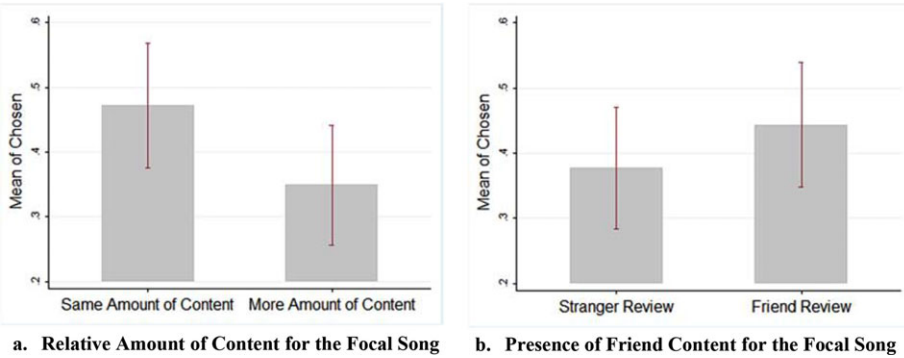 .6
.5
.4
.3
.2
Mean of Chosen
Same Amount of Content
More Amount of Content
a. Relative Amount of Content for the Focal Song
.6
.5
.4
.3
.2
Mean of Chosen
Stranger Review
Friend Review
b. Presence of Friend Content for the Focal Song